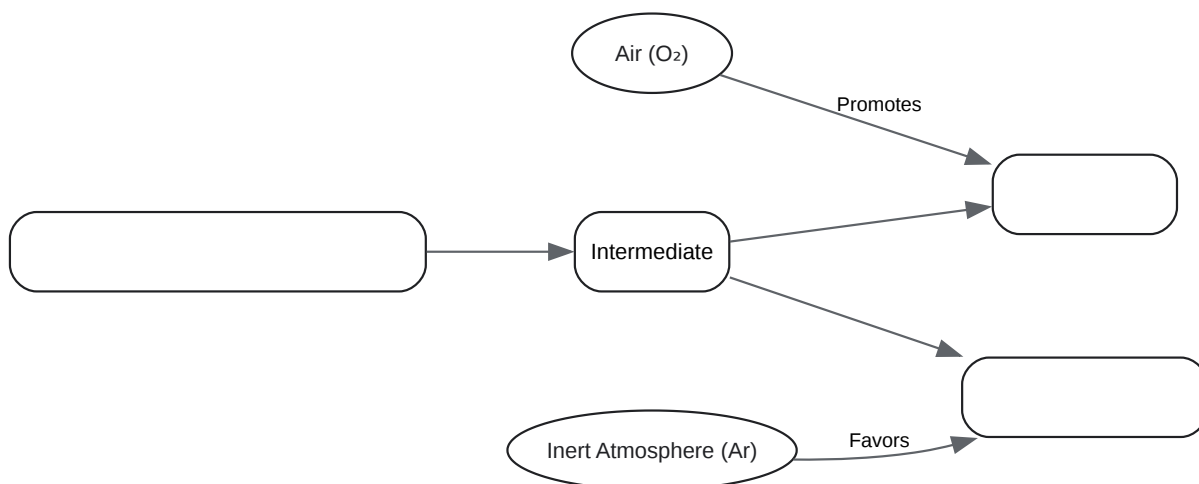 Air (O₂)
Promotes
Intermediate
Inert Atmosphere (Ar)
Favors